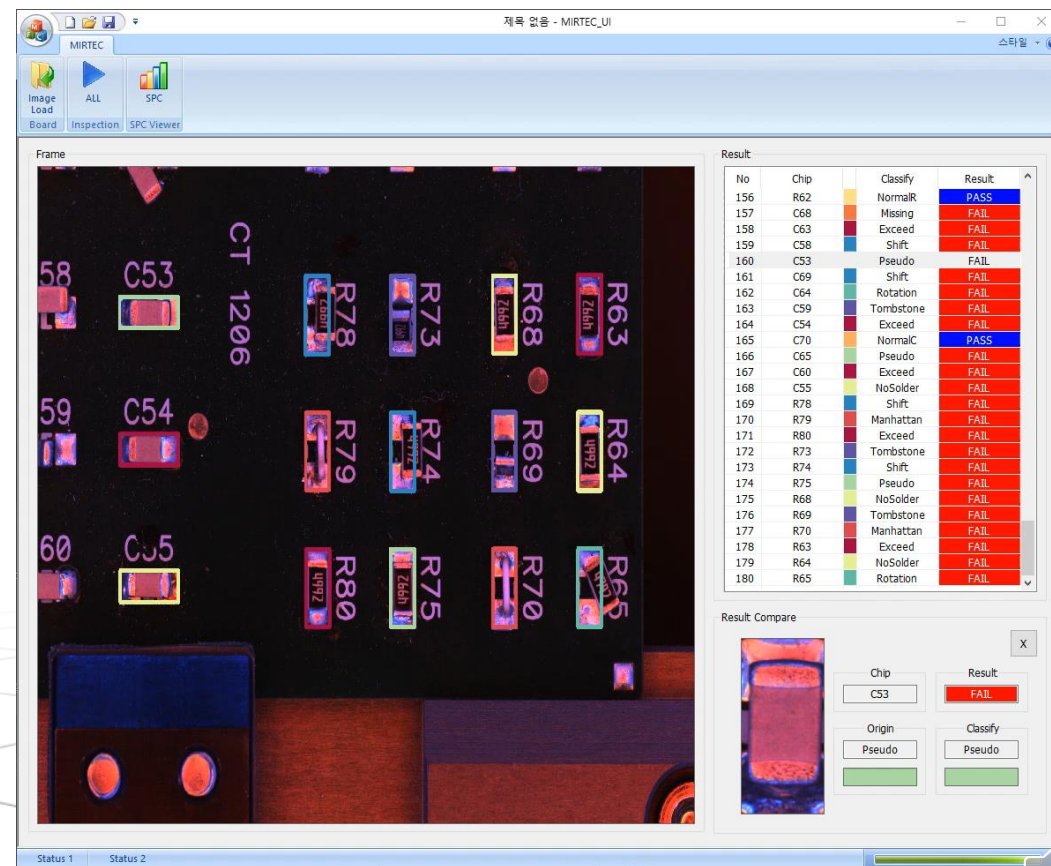 제목 없음 - MIRTEC_UI
MIRTEC
스타일
Image Load
ALL
SPC
Board
Inspection
SPC Viewer
Frame
58
C53
CT 1206
R78
R73
R68
R63
59
C54
R79
R74
R69
R64
60
C55
R80
R75
R70
R65
4992
Result
No Chip Classify Result
156 R62 NormalR PASS
157 C68 Missing FAIL
158 C63 Exceed FAIL
159 C58 Shift FAIL
160 C53 Pseudo FAIL
161 C69 Shift FAIL
162 C64 Rotation FAIL
163 C59 Tombstone FAIL
164 C54 Exceed FAIL
165 C70 NormalC PASS
166 C65 Pseudo FAIL
167 C60 Exceed FAIL
168 C55 NoSolder FAIL
169 R78 Shift FAIL
170 R79 Manhattan FAIL
171 R80 Exceed FAIL
172 R73 Tombstone FAIL
173 R74 Shift FAIL
174 R75 Pseudo FAIL
175 R68 NoSolder FAIL
176 R69 Tombstone FAIL
177 R70 Manhattan FAIL
178 R63 Exceed FAIL
179 R64 NoSolder FAIL
180 R65 Rotation FAIL
Result Compare
X
Chip
C53
Result
FAIL
Origin
Pseudo
Classify
Pseudo
Status 1
Status 2